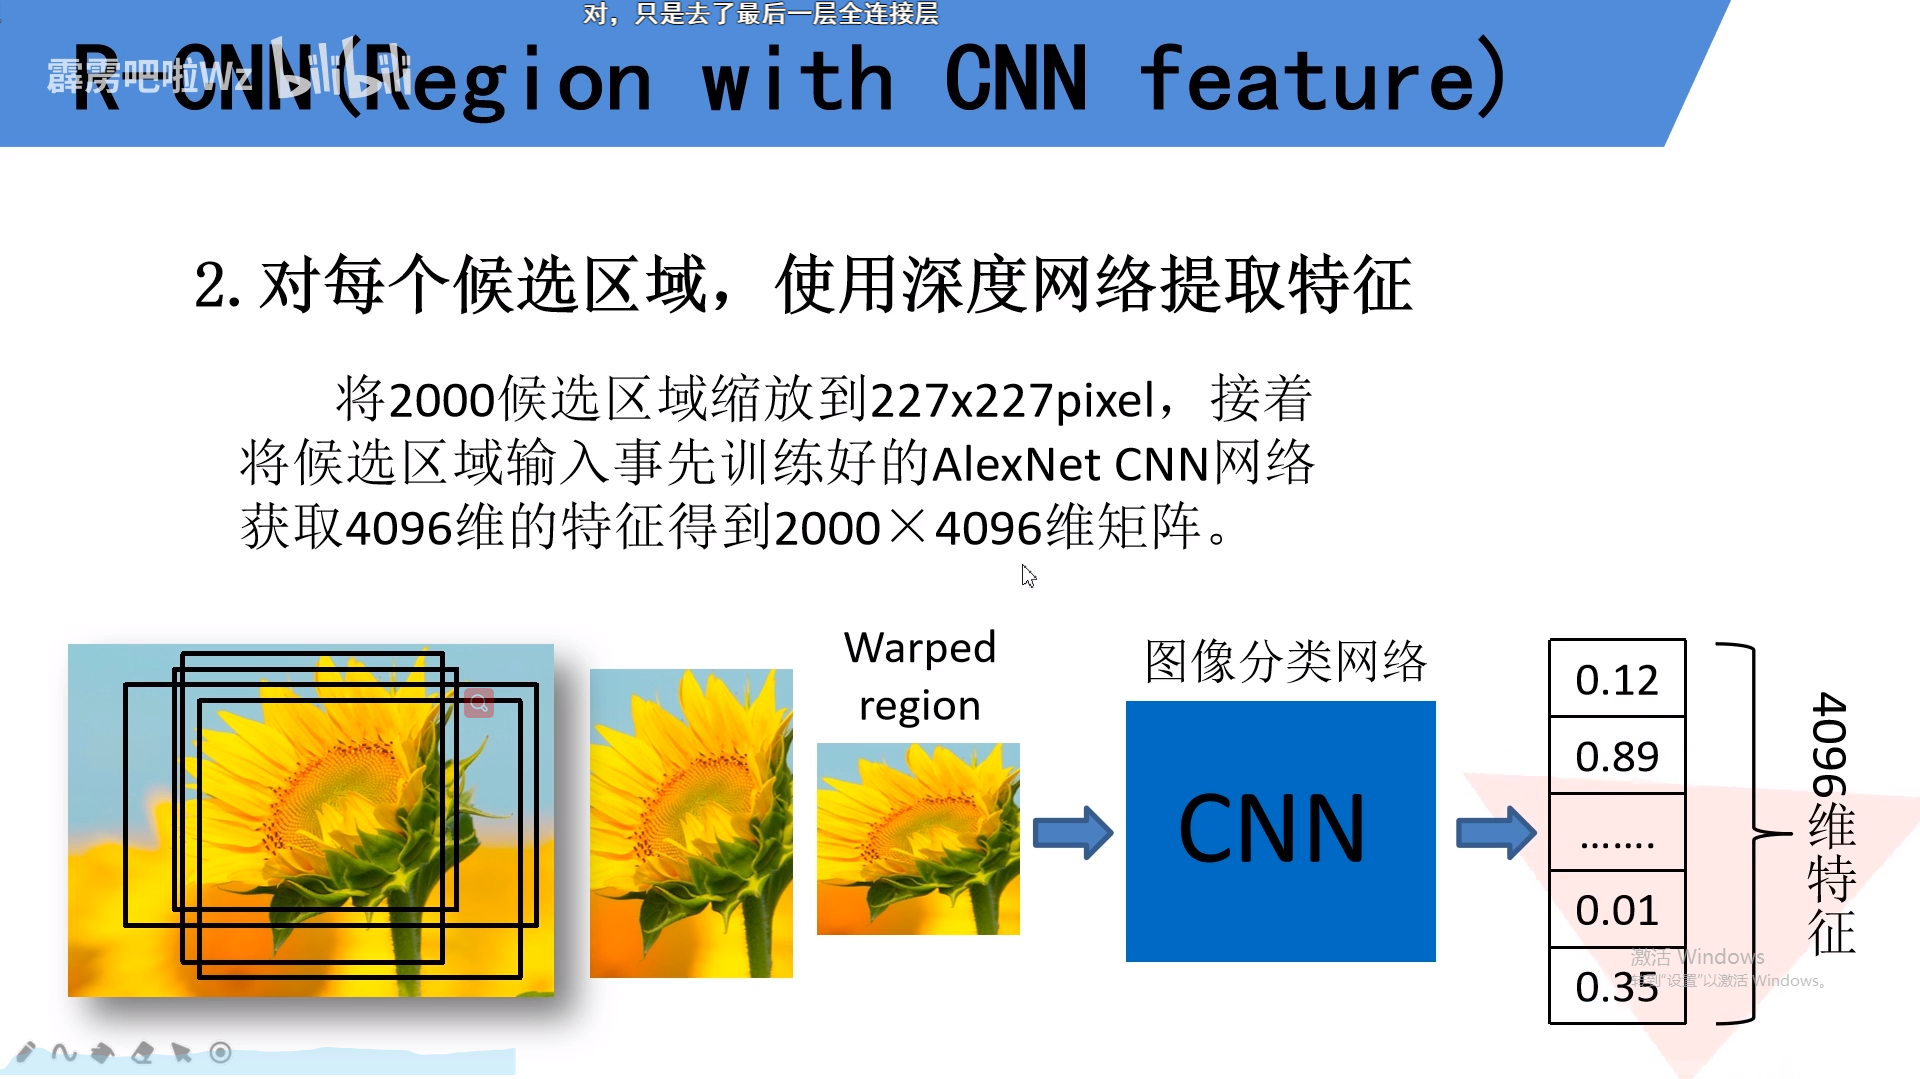 对，只是去了最后一层全连接层
R-CNN(Region with CNN feature)
霹雳吧啦Wz bilibili
2.对每个候选区域，使用深度网络提取特征
将2000候选区域缩放到227x227pixel，接着
将候选区域输入事先训练好的AlexNet CNN网络
获取4096维的特征得到2000×4096维矩阵。
Warped
region
图像分类网络
CNN
0.12
0.89
.......
0.01
0.35
4096维特征
激活 Windows
转到“设置”以激活 Windows。